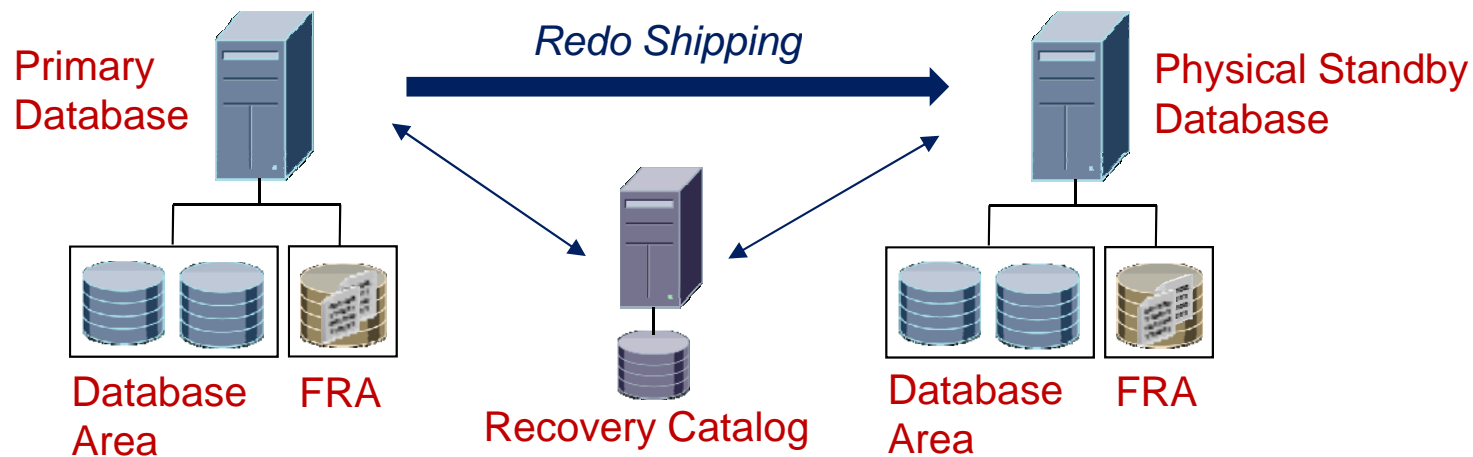 Redo Shipping
Primary
Database
Physical Standby
Database
Database
Area
FRA
Recovery Catalog
Database
Area
FRA